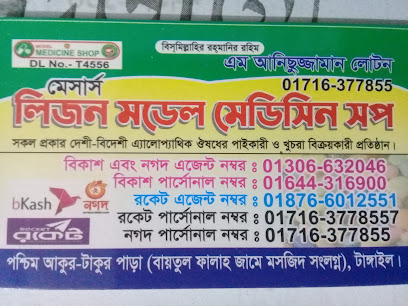 MODEL
MEDICINE SHOP
DL No.- T4556
বিসমিল্লাহির রহমানির রহিম
এম আনিছুজ্জামান লোটন
01716-377855
মেসার্স
লিজন মডেল মেডিসিন সপ
সকল প্রকার দেশী-বিদেশী এ্যালোপ্যাথিক ঔষধের পাইকারী ও খুচরা বিক্রয়কারী প্রতিষ্ঠান।
বিকাশ এবং নগদ এজেন্ট নম্বর : 01306-632046
বিকাশ পার্সোনাল নম্বর : 01644-316900
রকেট এজেন্ট নম্বর : 01876-6012551
রকেট পার্সোনাল নম্বর : 01716-3778557
নগদ পার্সোনাল নম্বর : 01716-377855
bKash
নগদ
ROCKET
রকেট
পশ্চিম আকুর-টাকুর পাড়া (বায়তুল ফালাহ জামে মসজিদ সংলগ্ন), টাঙ্গাইল।